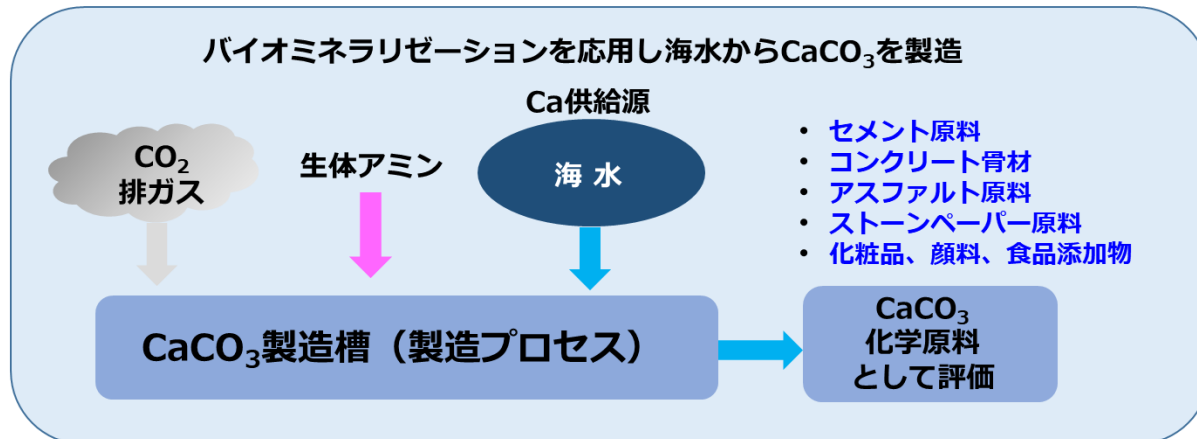 バイオミネラリゼーションを応用し海水からCaCO₃を製造
Ca供給源
CO₂
排ガス
生体アミン
海 水
• セメント原料
• コンクリート骨材
• アスファルト原料
• ストーンペーパー原料
• 化粧品、顔料、食品添加物
CaCO₃製造槽（製造プロセス）
CaCO₃
化学原料
として評価